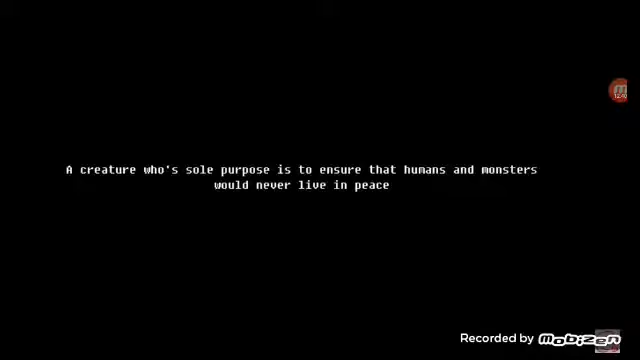 A creature who's sole purpose is to ensure that humans and monsters
would never live in peace
Recorded by mobizen